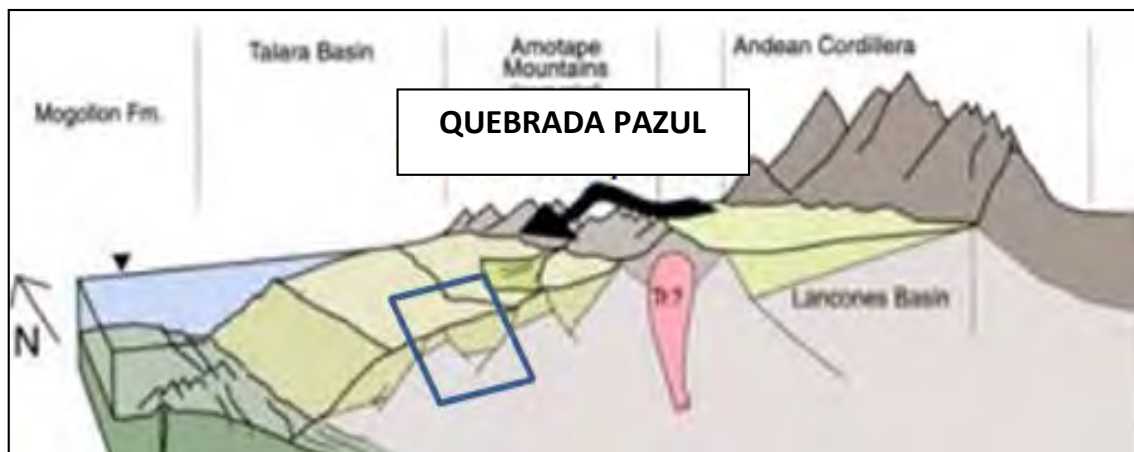 Talara Basin
Amotape
Mountains
Andean Cordillera
Mogollon Fm.
QUEBRADA PAZUL
N
Lancones Basin